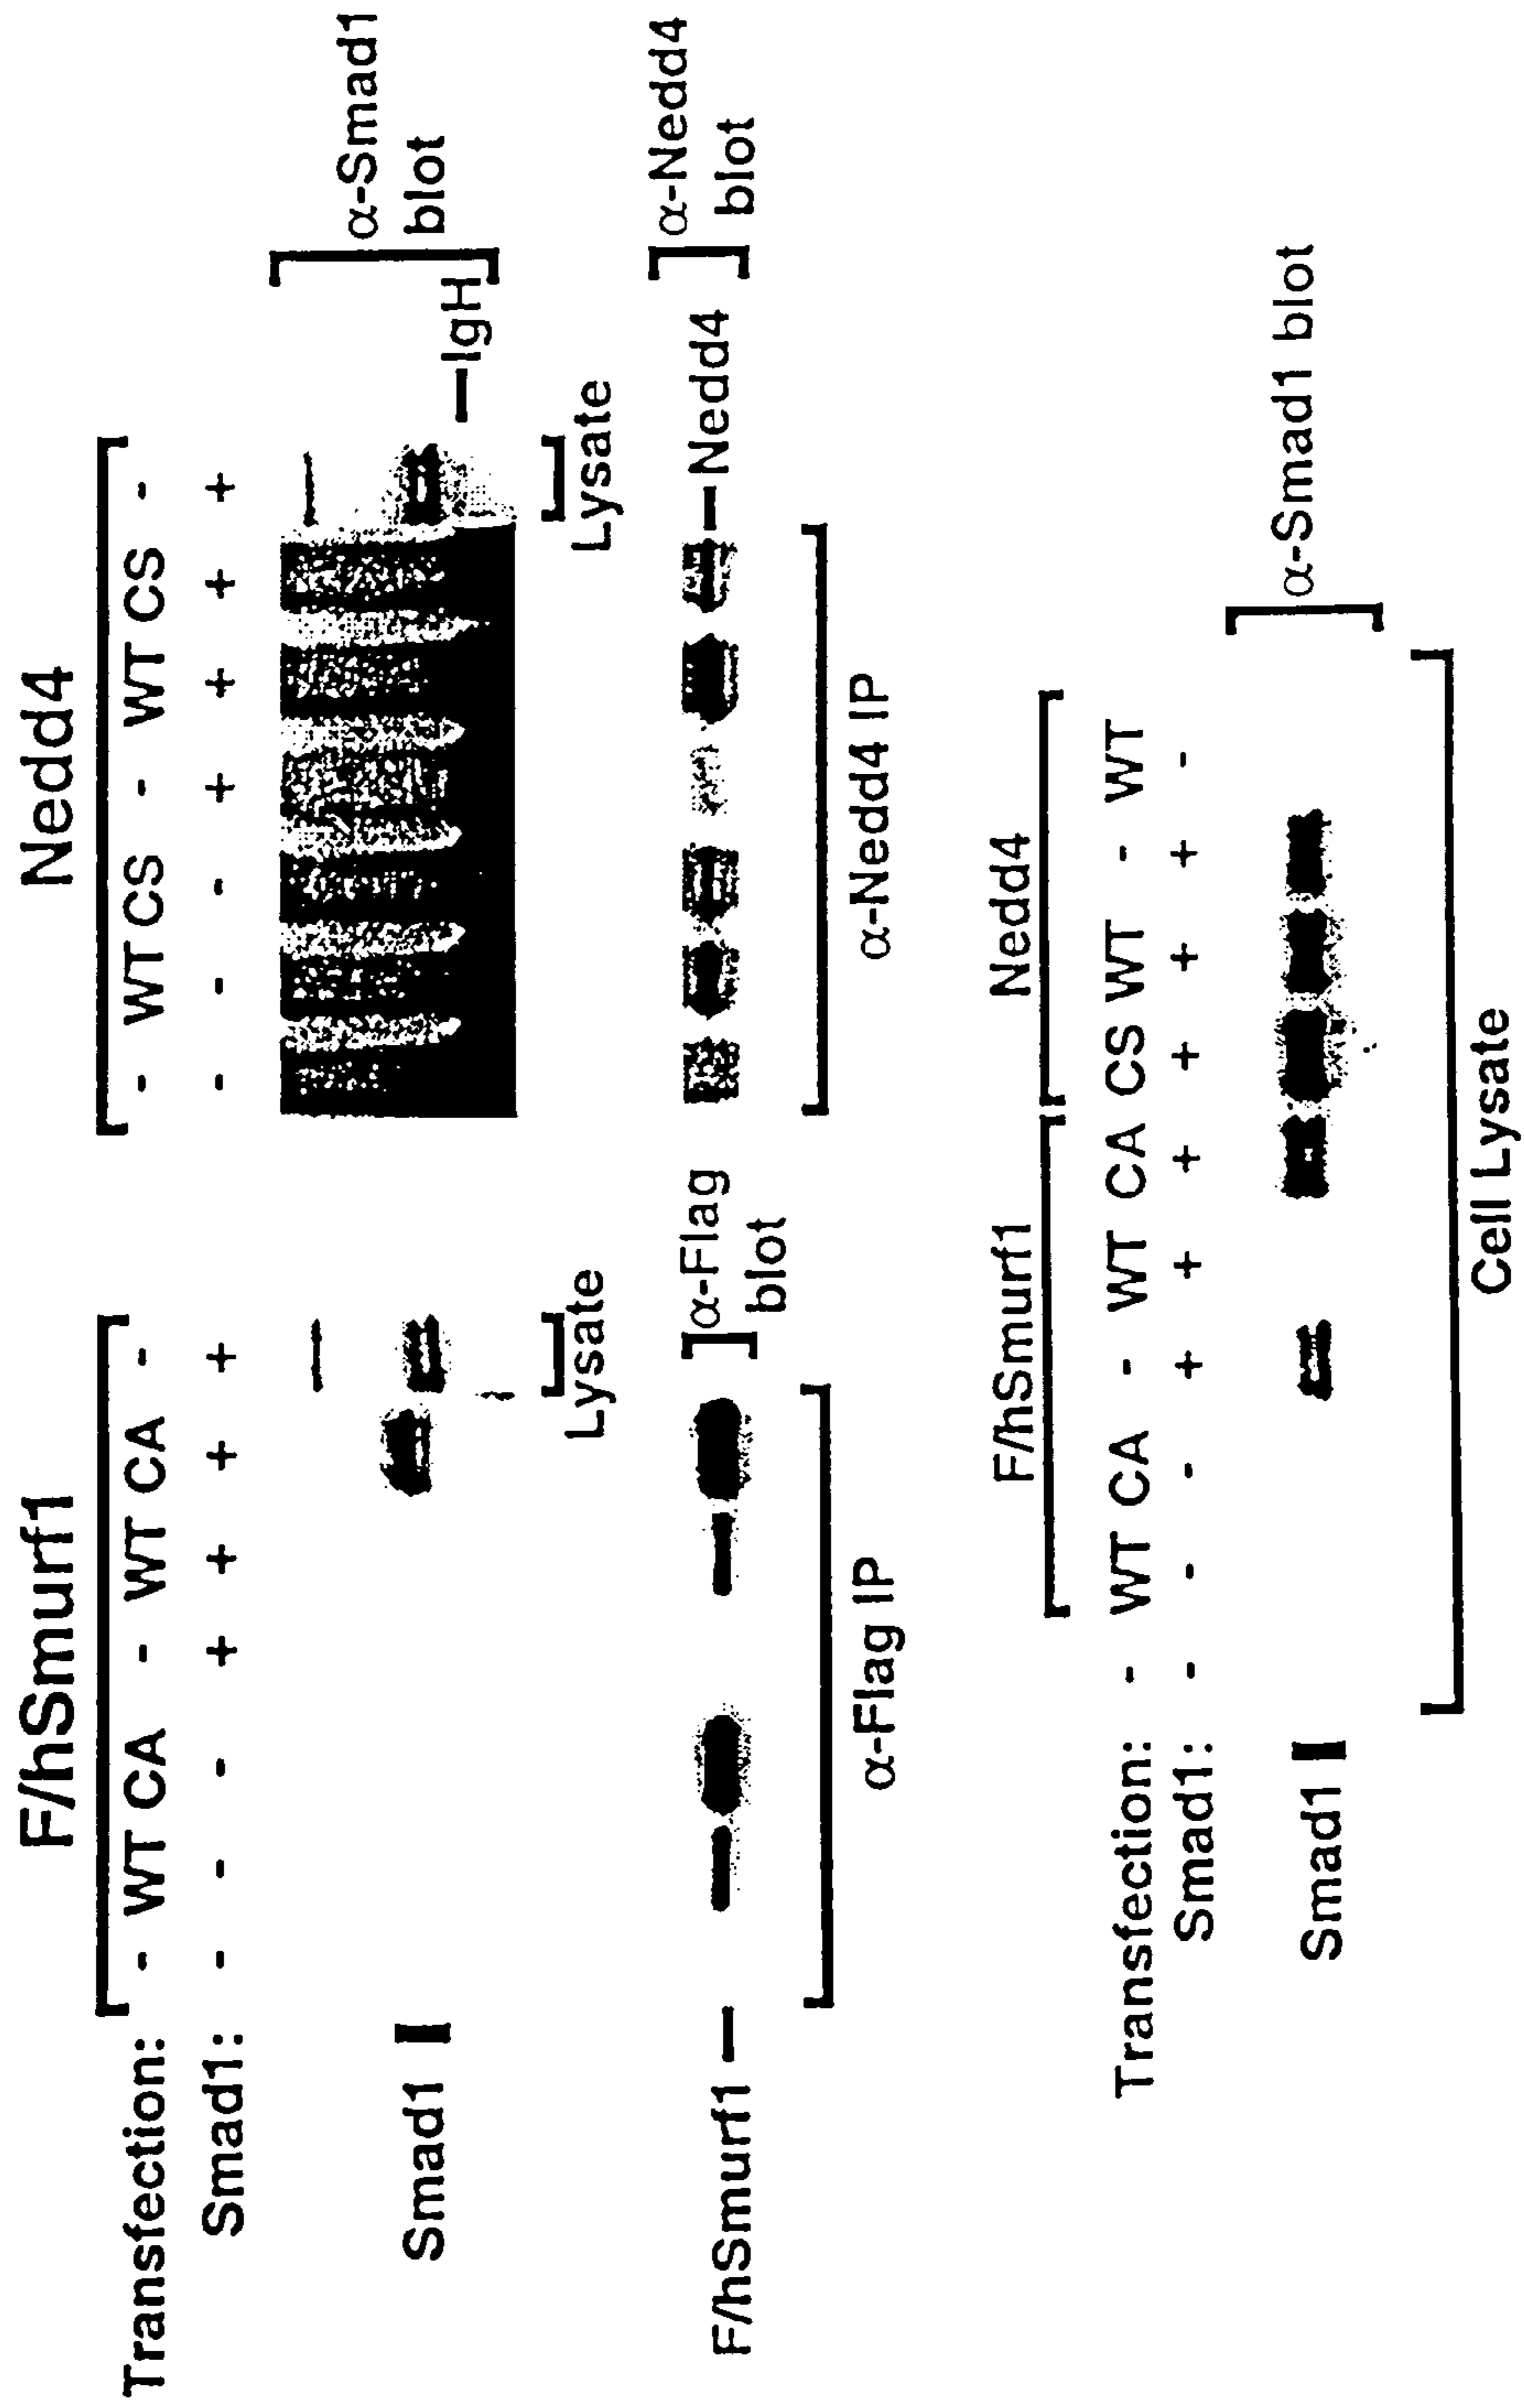 F/hSmurf1 Nedd4
Transfection: - WT CA - WT CA - - WT CS - WT CS -
Smad1: - - - + + + + - - - + + + +
Smad1
IgH
α-Smad1
blot
Lysate Lysate
F/hSmurf1
α-Flag
blot
Nedd4
α-Nedd4
blot
α-Flag IP α-Nedd4 IP
F/hSmurf1 Nedd4
Transfection: - WT CA - WT CA CS WT - WT
Smad1: - - - + + + + + + -
Smad1
α-Smad1 blot
Cell Lysate